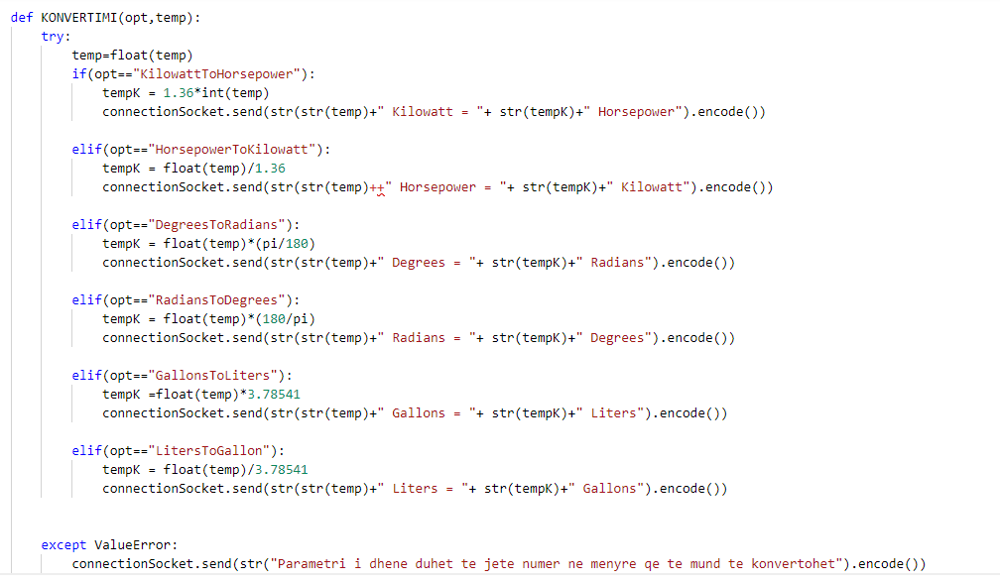 def KONVERTIMI(opt,temp):
    try:
        temp=float(temp)
        if(opt=="KilowattToHorsepower"):
            tempK = 1.36*int(temp)
            connectionSocket.send(str(str(temp)+" Kilowatt = "+ str(tempK)+" Horsepower").encode())

        elif(opt=="HorsepowerToKilowatt"):
            tempK = float(temp)/1.36
            connectionSocket.send(str(str(temp)++" Horsepower = "+ str(tempK)+" Kilowatt").encode())

        elif(opt=="DegreesToRadians"):
            tempK = float(temp)*(pi/180)
            connectionSocket.send(str(str(temp)+" Degrees = "+ str(tempK)+" Radians").encode())

        elif(opt=="RadiansToDegrees"):
            tempK = float(temp)*(180/pi)
            connectionSocket.send(str(str(temp)+" Radians = "+ str(tempK)+" Degrees").encode())

        elif(opt=="GallonsToLiters"):
            tempK =float(temp)*3.78541
            connectionSocket.send(str(str(temp)+" Gallons = "+ str(tempK)+" Liters").encode())

        elif(opt=="LitersToGallon"):
            tempK = float(temp)/3.78541
            connectionSocket.send(str(str(temp)+" Liters = "+ str(tempK)+" Gallons").encode())

    except ValueError:
        connectionSocket.send(str("Parametri i dhene duhet te jete numer ne menyre qe te mund te konvertohet").encode())